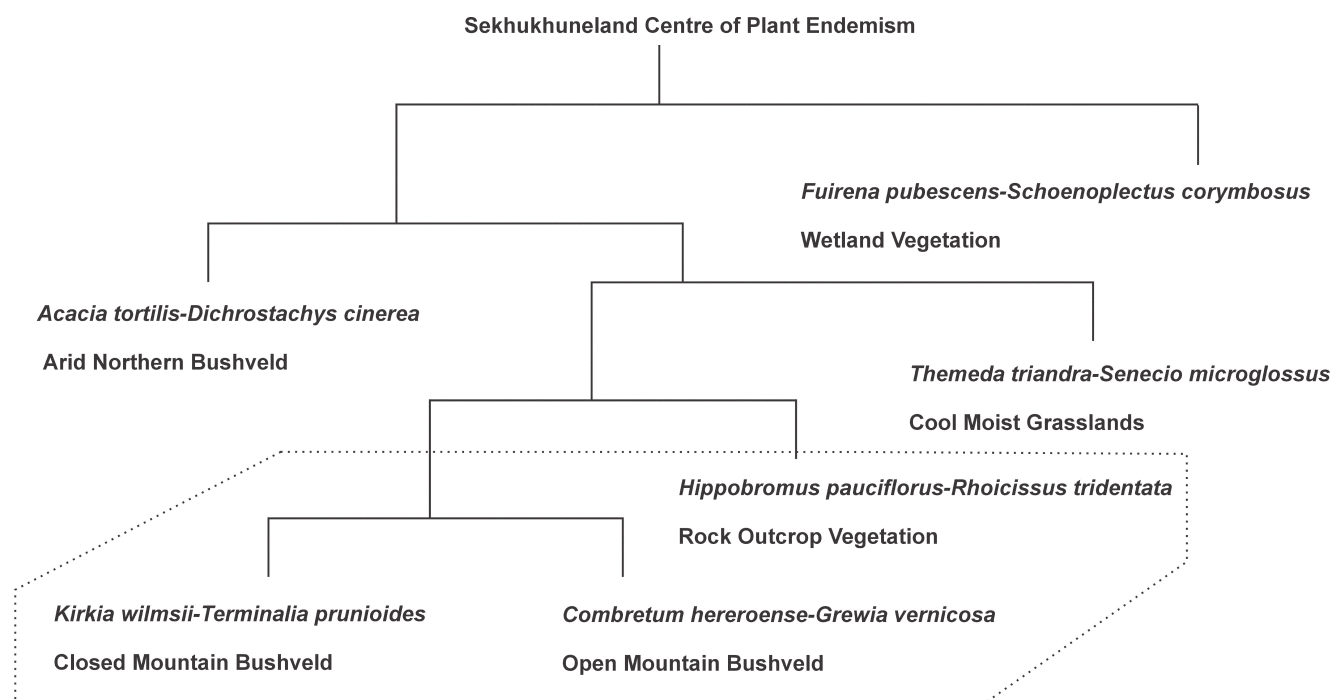 Sekhukhuneland Centre of Plant Endemism
Fuirena pubescens-Schoenoplectus corymbosus
Wetland Vegetation
Acacia tortilis-Dichrostachys cinerea
Arid Northern Bushveld
Themeda triandra-Senecio microglossus
Cool Moist Grasslands
Hippobromus pauciflorus-Rhoicissus tridentata
Rock Outcrop Vegetation
Kirkia wilmsii-Terminalia prunioides
Closed Mountain Bushveld
Combretum hereroense-Grewia vernicosa
Open Mountain Bushveld